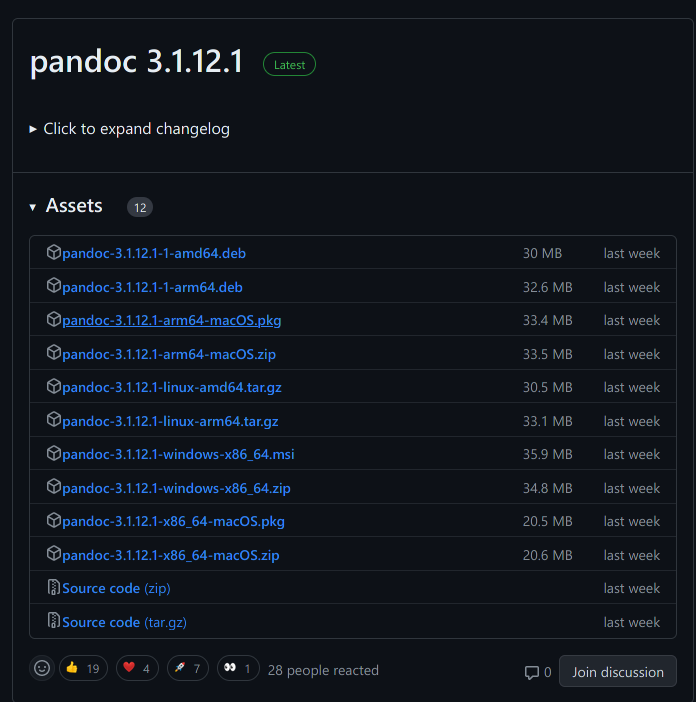 pandoc 3.1.12.1 Latest
Click to expand changelog
Assets 12
pandoc-3.1.12.1-1-amd64.deb 30 MB last week
pandoc-3.1.12.1-1-arm64.deb 32.6 MB last week
pandoc-3.1.12.1-arm64-macOS.pkg 33.4 MB last week
pandoc-3.1.12.1-arm64-macOS.zip 33.5 MB last week
pandoc-3.1.12.1-linux-amd64.tar.gz 30.5 MB last week
pandoc-3.1.12.1-linux-arm64.tar.gz 33.1 MB last week
pandoc-3.1.12.1-windows-x86_64.msi 35.9 MB last week
pandoc-3.1.12.1-windows-x86_64.zip 34.8 MB last week
pandoc-3.1.12.1-x86_64-macOS.pkg 20.5 MB last week
pandoc-3.1.12.1-x86_64-macOS.zip 20.6 MB last week
Source code (zip) last week
Source code (tar.gz) last week
19 4 7 1 28 people reacted 0 Join discussion